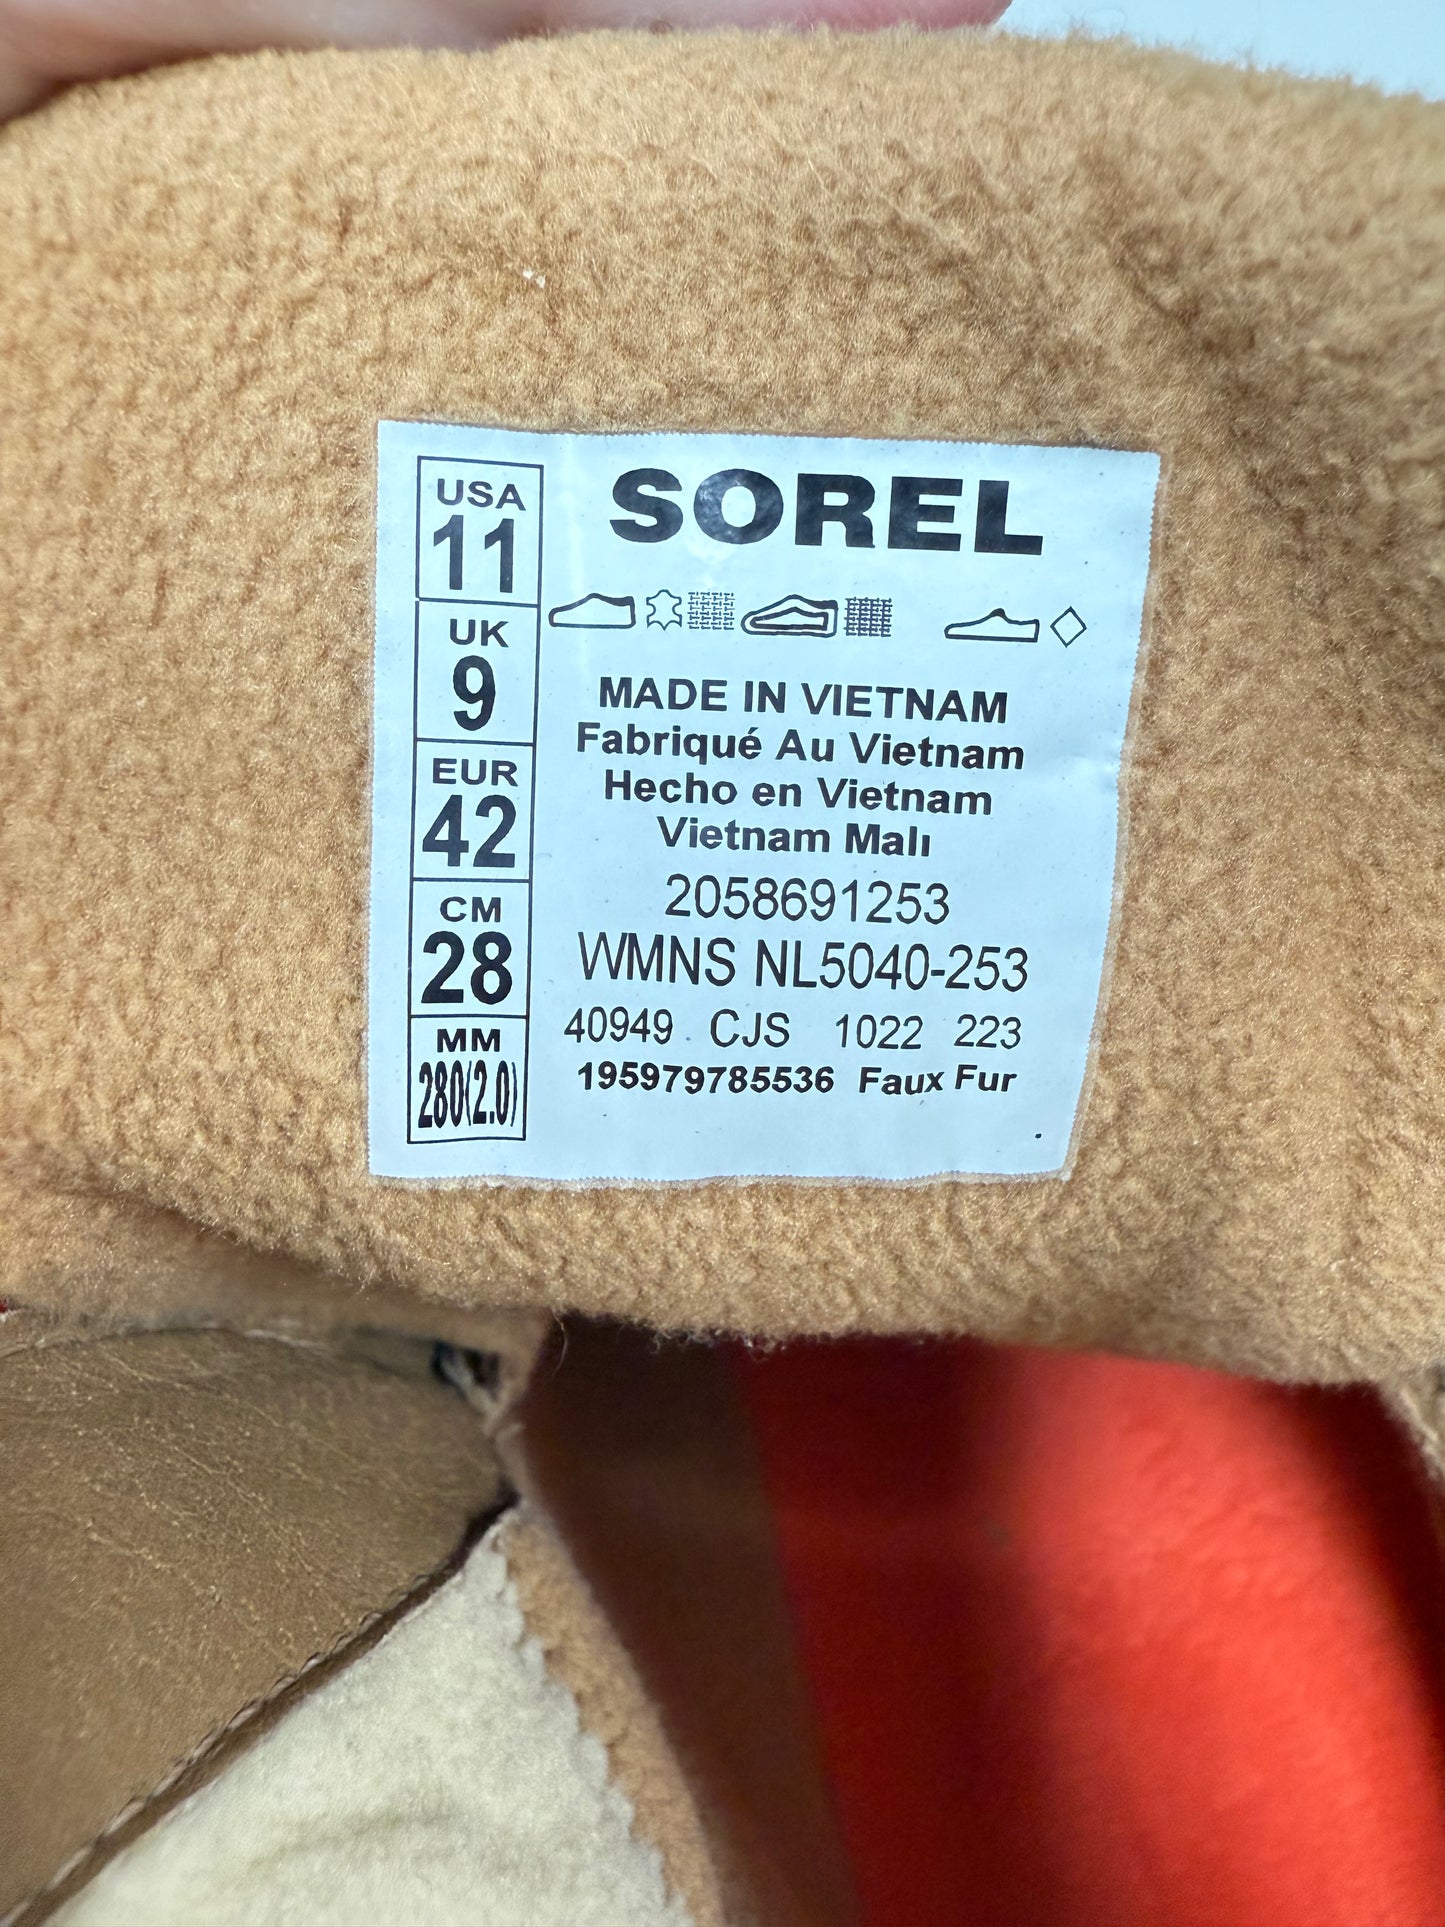 USA
11
UK
9
EUR
42
CM
28
MM
280(2.0)
SOREL
MADE IN VIETNAM
Fabriqué Au Vietnam
Hecho en Vietnam
Vietnam Malı
2058691253
WMNS NL5040-253
40949 CJS 1022 223
195979785536 Faux Fur